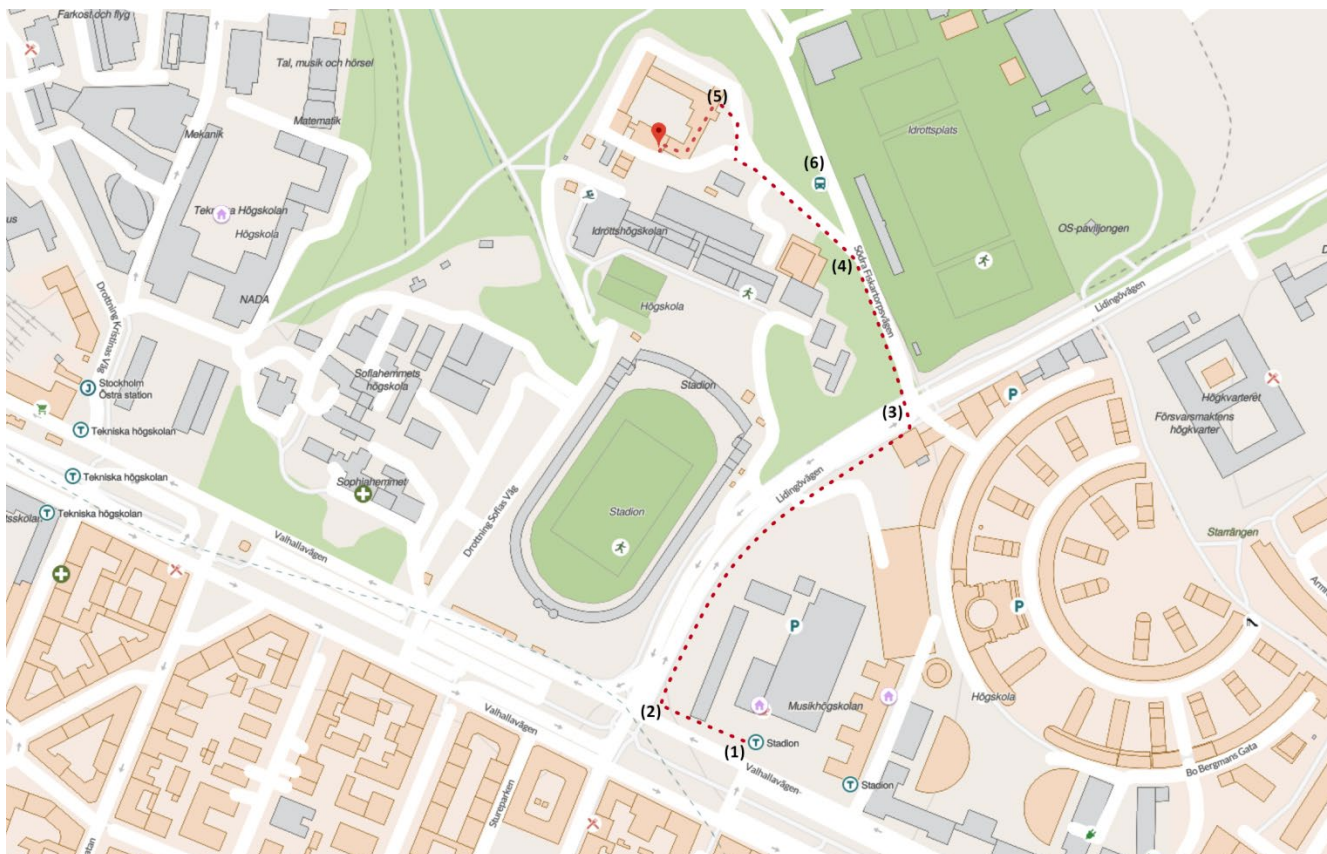 Farkost och flyg
Tal, musik och hörsel
Matematik
Mekanik
Tekniska Högskolan
Högskola
NADA
Drottning Kristinas Väg
Stockholm
Östra station
Tekniska högskolan
Tekniska högskolan
Tekniska högskolan
Sofiahemmets
högskola
Sophiahemmet
Valhallavägen
Drottning Sofias Väg
Idrottshögskolan
Högskola
Stadion
Stadion
(5)
(6)
(4)
(3)
(2)
(1)
Idrottsplats
OS-paviljongen
Södra Fiskartorpsvägen
Lidingövägen
Lidingövägen
P
P
P
Högkvarteret
Försvarsmaktens
högkvarter
Starrängen
Musikhögskolan
Högskola
Stadion
Stadion
Valhallavägen
Valhallavägen
Stureparken
Bo Bergmans Gata